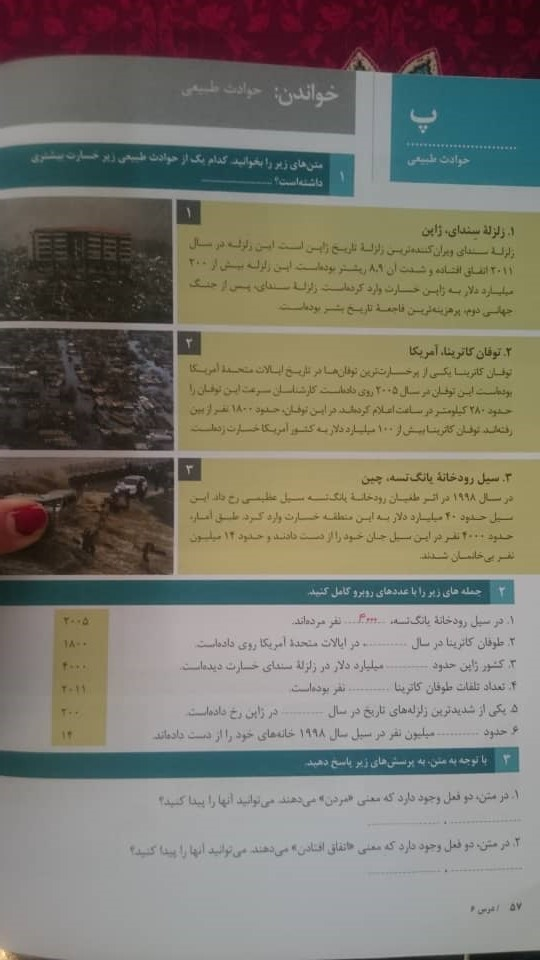 پ
حوادث طبیعی
خواندن: حوادث طبیعی
۱ متن‌های زیر را بخوانید. کدام یک از حوادث طبیعی زیر خسارت بیشتری
داشته‌است؟ ..................
۱
۱. زلزلهٔ سِندای، ژاپن
زلزلهٔ سندای ویران‌کننده‌ترین زلزلهٔ تاریخ ژاپن است. این زلزله در سال
۲۰۱۱ اتفاق افتاده و شدت آن ۸.۹ ریشتر بوده‌است. این زلزله بیش از ۲۰۰
میلیارد دلار به ژاپن خسارت وارد کرده‌است. زلزلهٔ سندای، پس از جنگ
جهانی دوم، پرهزینه‌ترین فاجعهٔ تاریخ بشر بوده‌است.
۲
۲. توفان کاترینا، آمریکا
توفان کاترینا یکی از پرخسارت‌ترین توفان‌ها در تاریخ ایالات متحدهٔ آمریکا
بوده‌است. این توفان در سال ۲۰۰۵ روی داده‌است. کارشناسان سرعت این توفان را
حدود ۲۸۰ کیلومتر در ساعت اعلام کرده‌اند. در این توفان، حدود ۱۸۰۰ نفر از بین
رفته‌اند. توفان کاترینا بیش از ۱۰۰ میلیارد دلار به کشور آمریکا خسارت زده‌است.
۳
۳. سیل رودخانهٔ یانگ‌تسه، چین
در سال ۱۹۹۸ در اثر طغیان رودخانهٔ یانگ‌تسه سیل عظیمی رخ داد. این
سیل حدود ۴۰ میلیارد دلار به این منطقه خسارت وارد کرد. طبق آمار،
حدود ۴۰۰۰ نفر در این سیل جان خود را از دست دادند و حدود ۱۴ میلیون
نفر بی‌خانمان شدند.
۲ جمله های زیر را با عددهای روبرو کامل کنید.
۱. در سیل رودخانهٔ یانگ‌تسه، ...۴۰۰۰... نفر مرده‌اند. ۲۰۰۵
۲. طوفان کاترینا در سال ............ در ایالات متحدهٔ آمریکا روی داده‌است. ۱۸۰۰
۳. کشور ژاپن حدود ............ میلیارد دلار در زلزلهٔ سندای خسارت دیده‌است. ۴۰۰۰
۴. تعداد تلفات طوفان کاترینا ............ نفر بوده‌است. ۲۰۱۱
۵. یکی از شدیدترین زلزله‌های تاریخ در سال ............ در ژاپن رخ داده‌است. ۲۰۰
۶. حدود ............ میلیون نفر در سیل سال ۱۹۹۸ خانه‌های خود را از دست داده‌اند. ۱۴
۳ با توجه به متن، به پرسش‌های زیر پاسخ دهید.
۱. در متن، دو فعل وجود دارد که معنی «مردن» می‌دهند. می‌توانید آنها را پیدا کنید؟
.................. ، ..................
۲. در متن، دو فعل وجود دارد که معنی «اتفاق افتادن» می‌دهند. می‌توانید آنها را پیدا کنید؟
.................. ، ..................
۵۷ / درس ۶